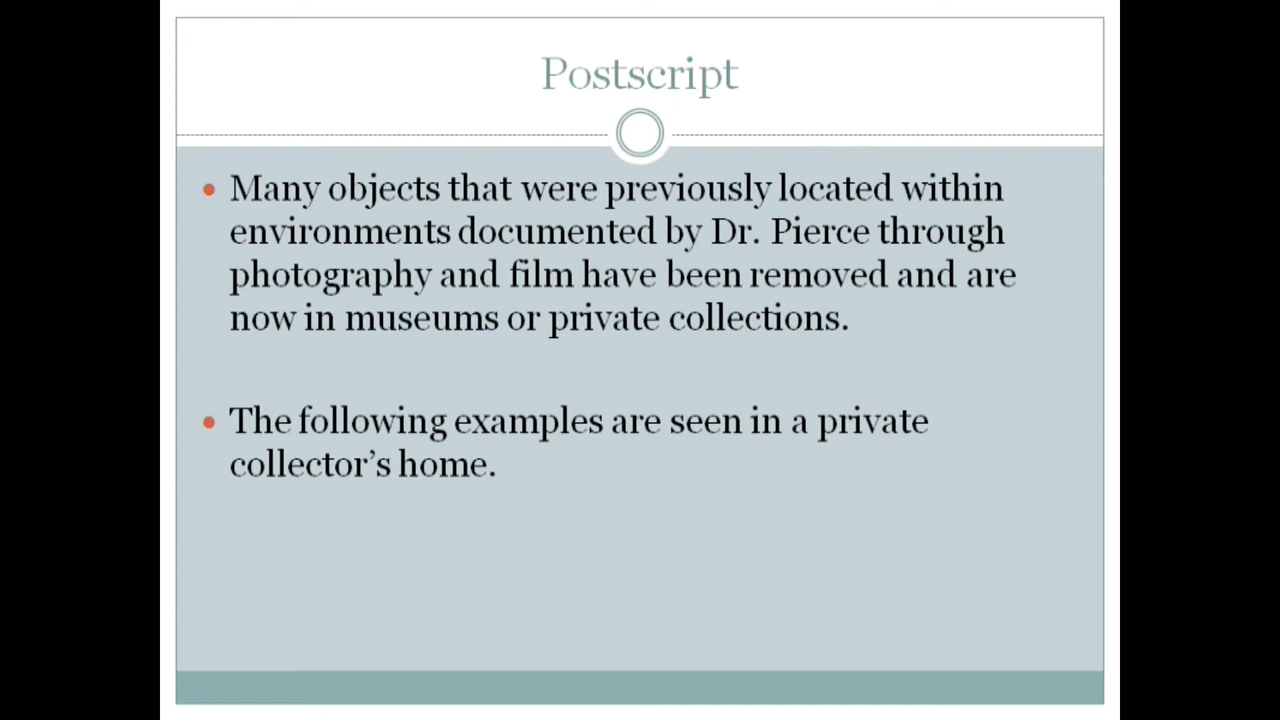 Postscript
• Many objects that were previously located within
environments documented by Dr. Pierce through
photography and film have been removed and are
now in museums or private collections.
• The following examples are seen in a private
collector’s home.